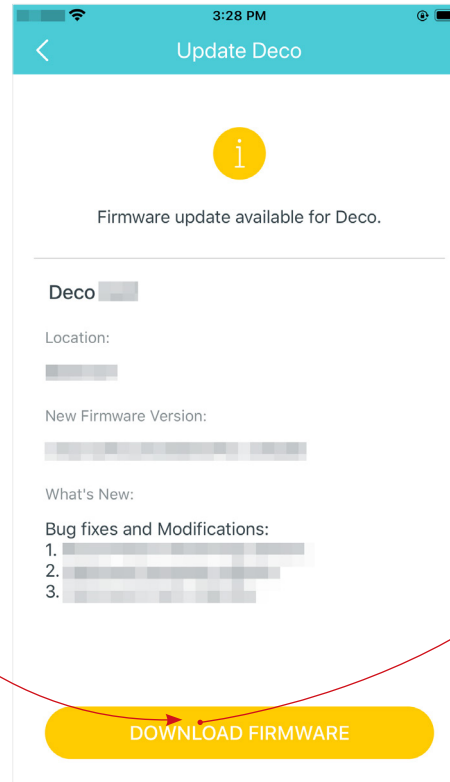 3:28 PM
Update Deco
i
Firmware update available for Deco.
Deco
Location:
New Firmware Version:
What's New:
Bug fixes and Modifications:
1.
2.
3.
DOWNLOAD FIRMWARE